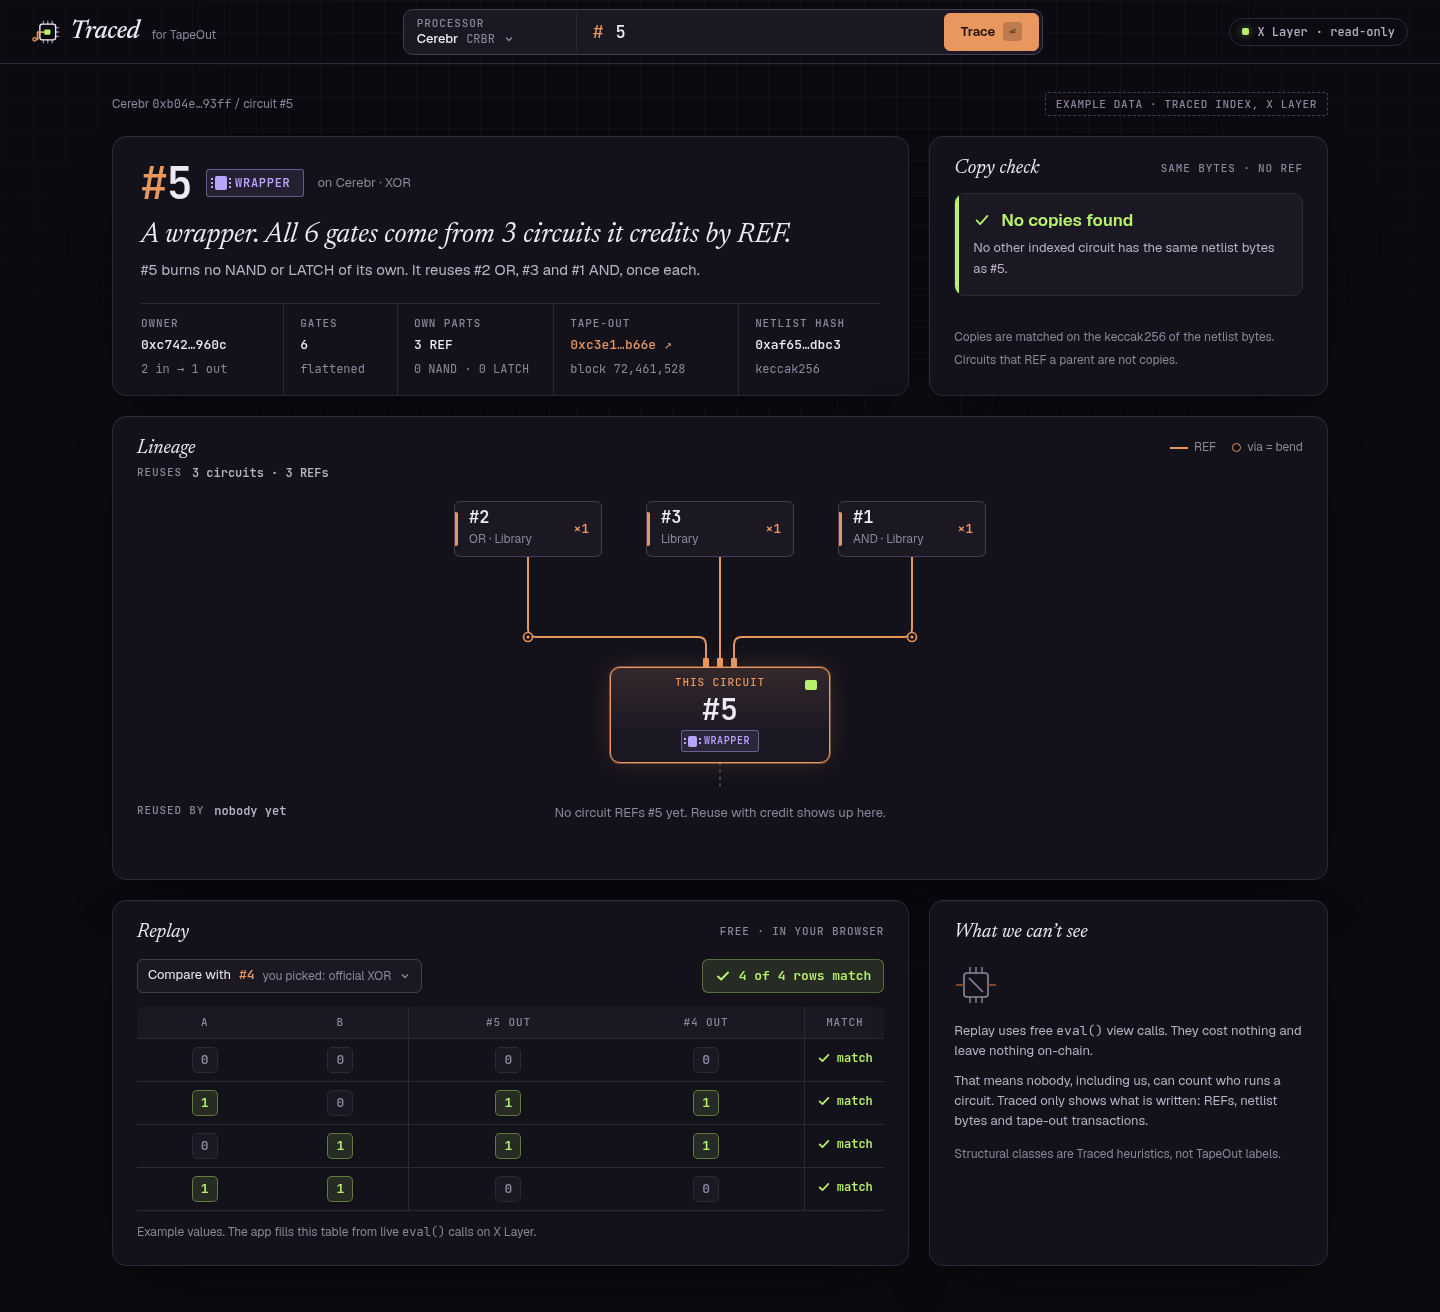 Traced for TapeOut
PROCESSOR
Cerebr CRBR
# 5
Trace ⏎
X Layer · read-only
Cerebr 0xb04e…93ff / circuit #5
EXAMPLE DATA · TRACED INDEX, X LAYER
#5 WRAPPER on Cerebr · XOR
A wrapper. All 6 gates come from 3 circuits it credits by REF.
#5 burns no NAND or LATCH of its own. It reuses #2 OR, #3 and #1 AND, once each.
OWNER
0xc742…960c
2 in → 1 out
GATES
6
flattened
OWN PARTS
3 REF
0 NAND · 0 LATCH
TAPE-OUT
0xc3e1…b66e ↗
block 72,461,528
NETLIST HASH
0xaf65…dbc3
keccak256
Copy check
SAME BYTES · NO REF
No copies found
No other indexed circuit has the same netlist bytes
as #5.
Copies are matched on the keccak256 of the netlist bytes.
Circuits that REF a parent are not copies.
Lineage
REF via = bend
REUSES 3 circuits · 3 REFs
#2
OR · Library
×1
#3
Library
×1
#1
AND · Library
×1
THIS CIRCUIT
#5
WRAPPER
REUSED BY nobody yet
No circuit REFs #5 yet. Reuse with credit shows up here.
Replay
FREE · IN YOUR BROWSER
Compare with #4 you picked: official XOR
4 of 4 rows match
A B #5 OUT #4 OUT MATCH
0 0 0 0 match
1 0 1 1 match
0 1 1 1 match
1 1 0 0 match
Example values. The app fills this table from live eval() calls on X Layer.
What we can’t see
Replay uses free eval() view calls. They cost nothing and
leave nothing on-chain.
That means nobody, including us, can count who runs a
circuit. Traced only shows what is written: REFs, netlist
bytes and tape-out transactions.
Structural classes are Traced heuristics, not TapeOut labels.